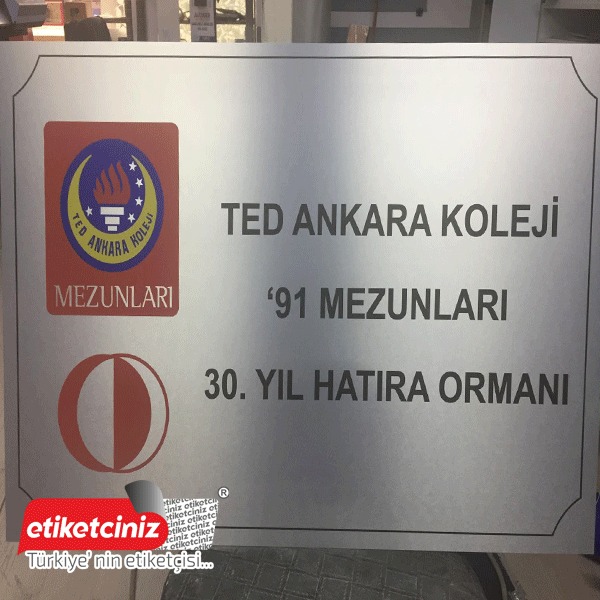 TED ANKARA KOLEJİ
MEZUNLARI
TED ANKARA KOLEJİ
‘91 MEZUNLARI
30. YIL HATIRA ORMANI
etiketciniz®
Türkiye' nin etiketçisi...